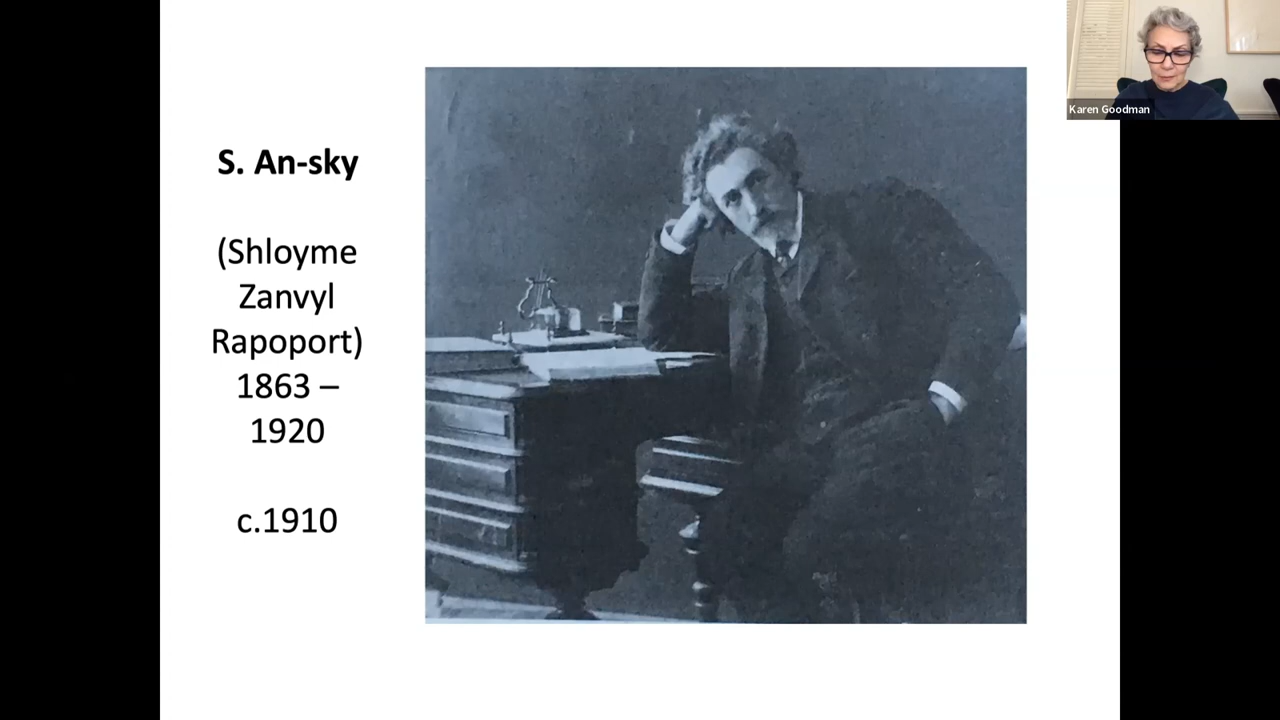 S. An-sky
(Shloyme
Zanvyl
Rapoport)
1863 –
1920
c.1910
Karen Goodman